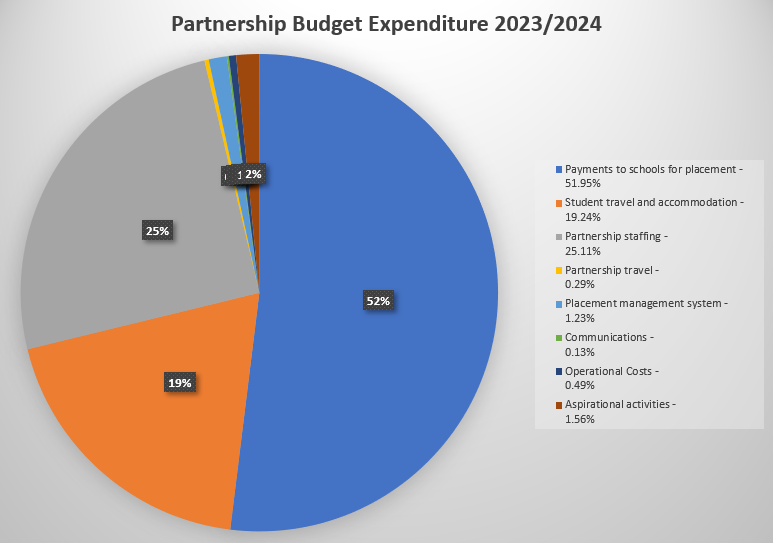 Partnership Budget Expenditure 2023/2024
2%
25%
52%
19%
Payments to schools for placement -
51.95%
Student travel and accommodation -
19.24%
Partnership staffing -
25.11%
Partnership travel -
0.29%
Placement management system -
1.23%
Communications -
0.13%
Operational Costs -
0.49%
Aspirational activities -
1.56%